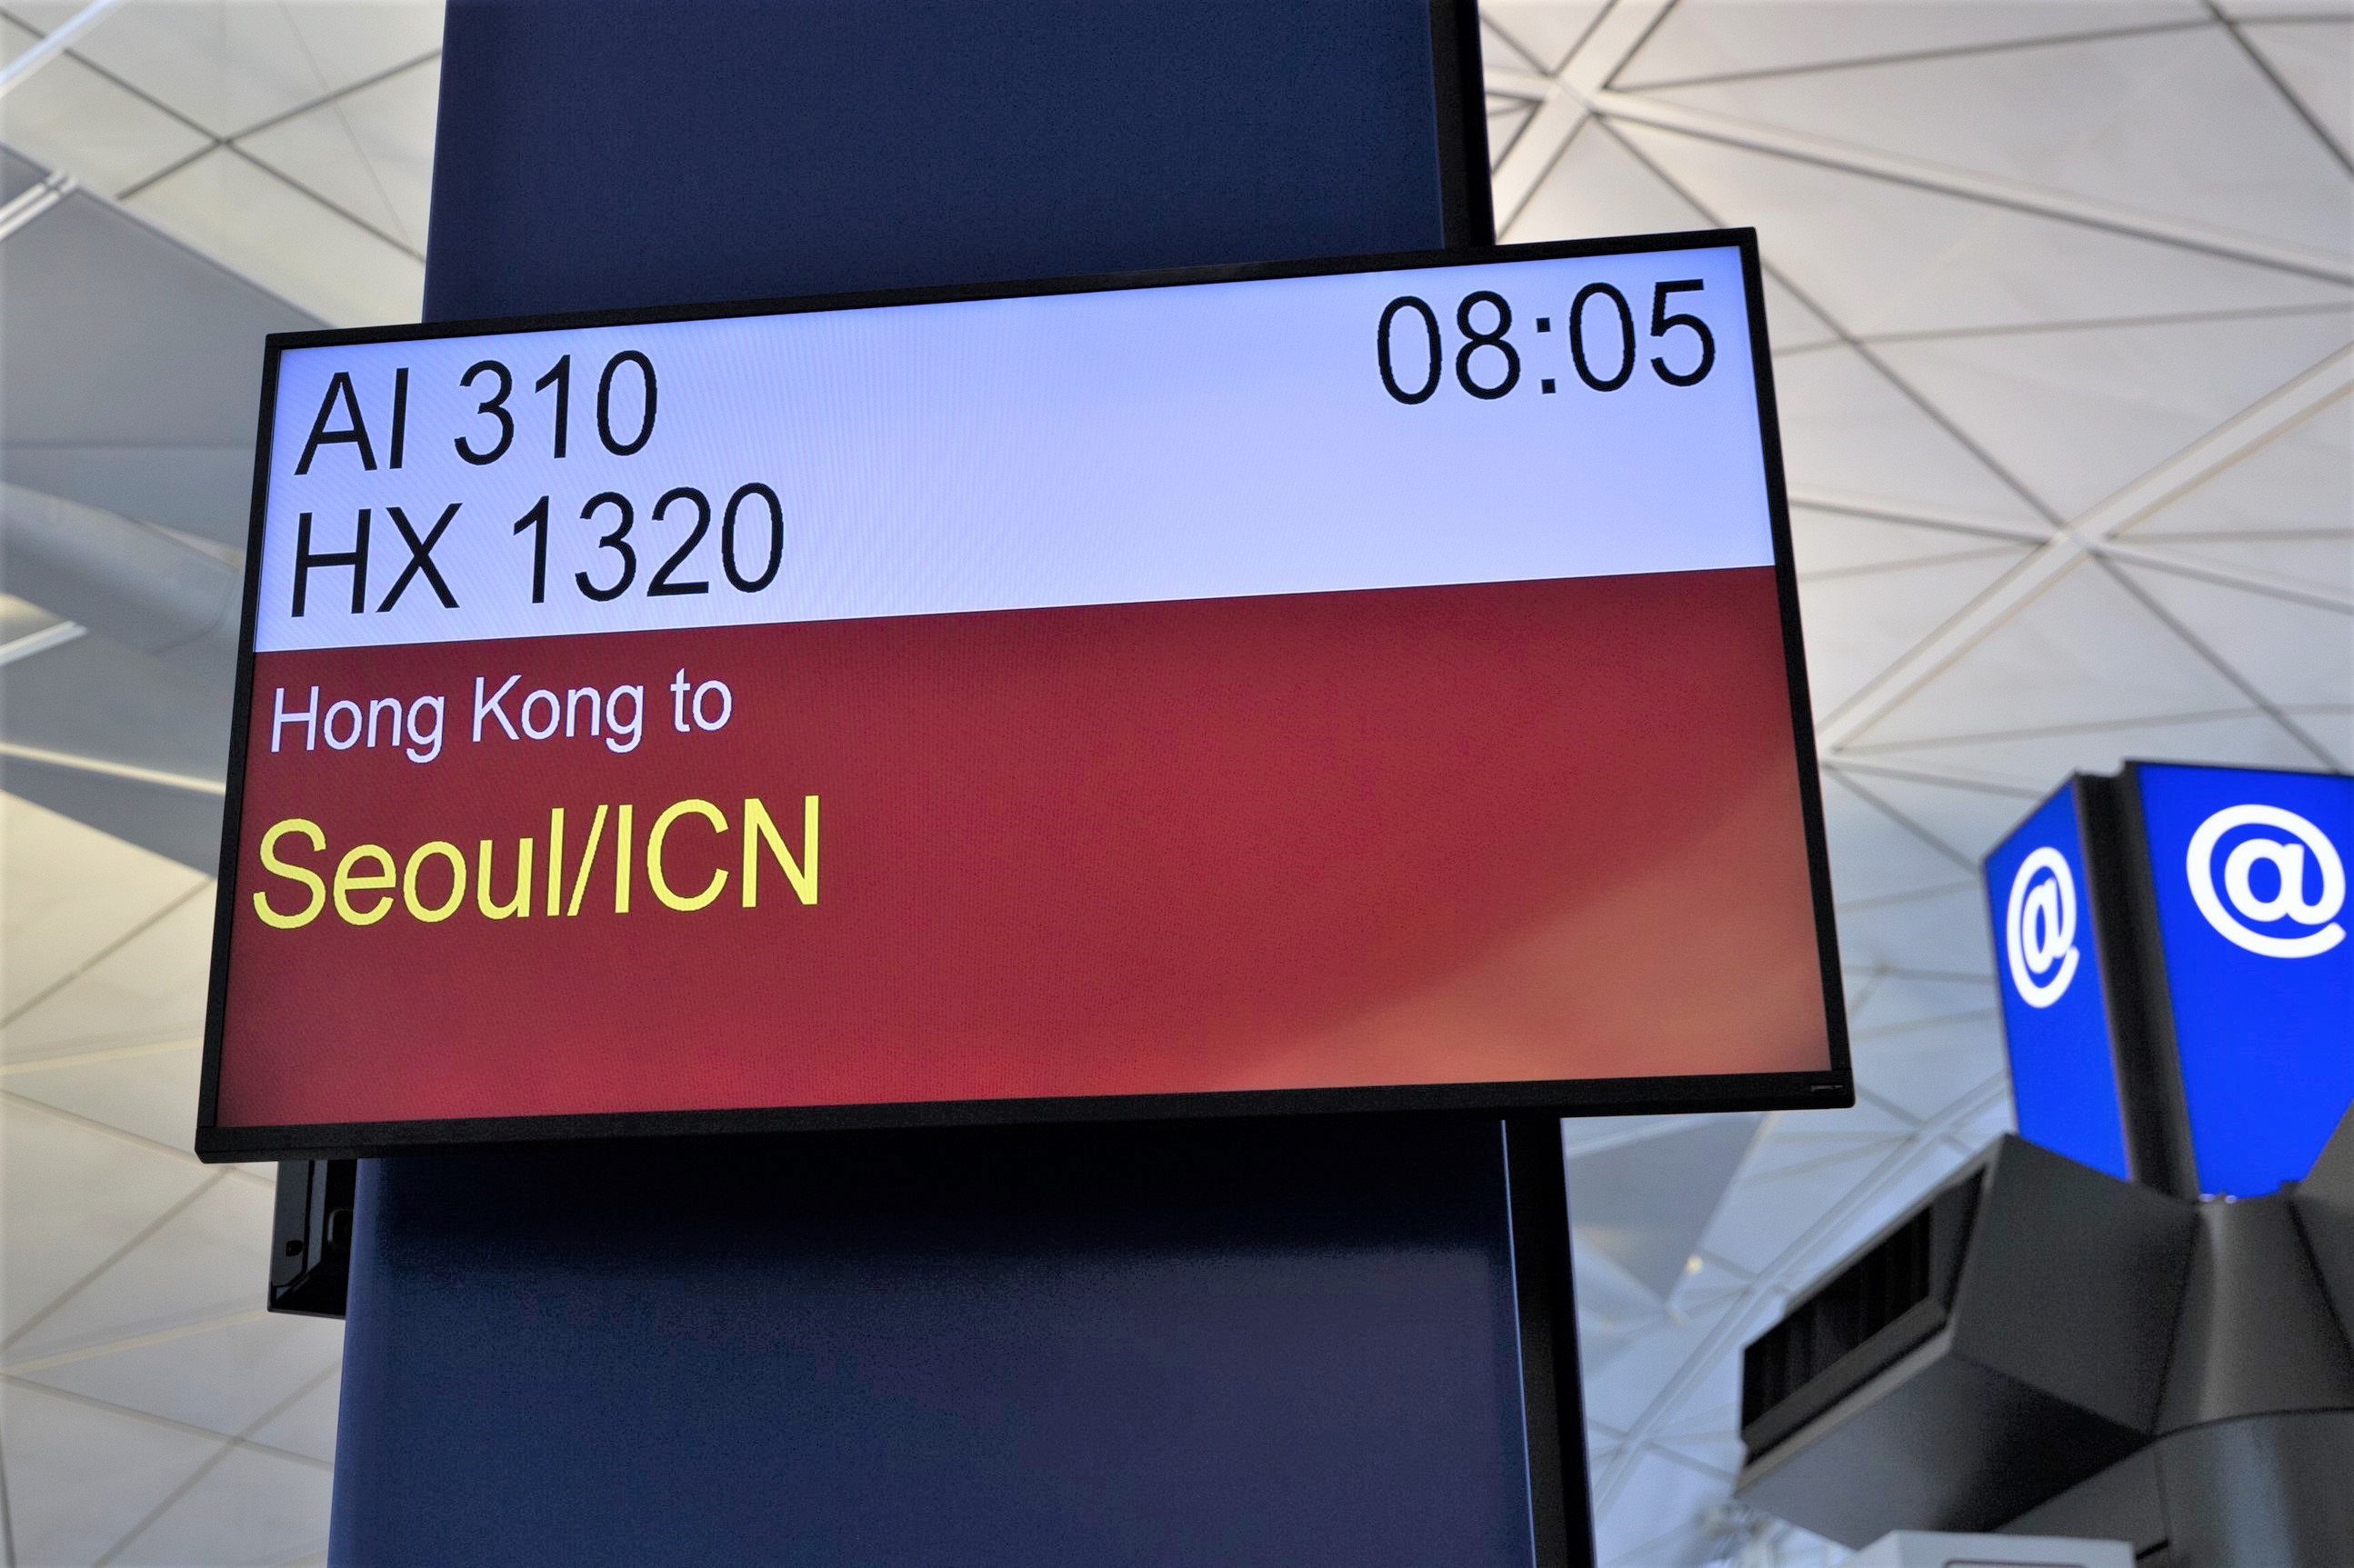 AI 310 08:05
HX 1320
Hong Kong to
Seoul/ICN
@ @